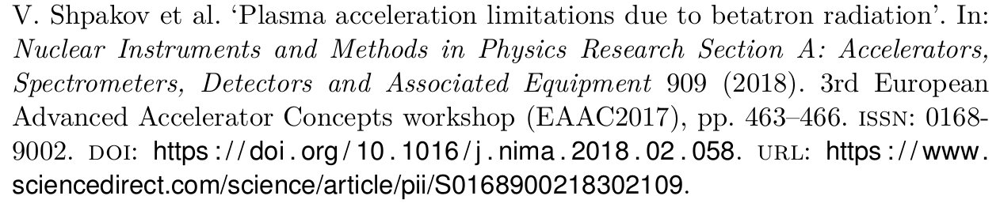 V. Shpakov et al. ‘Plasma acceleration limitations due to betatron radiation’. In:
Nuclear Instruments and Methods in Physics Research Section A: Accelerators,
Spectrometers, Detectors and Associated Equipment 909 (2018). 3rd European
Advanced Accelerator Concepts workshop (EAAC2017), pp. 463–466. ISSN: 0168-
9002. DOI: https://doi.org/10.1016/j.nima.2018.02.058. URL: https://www.
sciencedirect.com/science/article/pii/S0168900218302109.